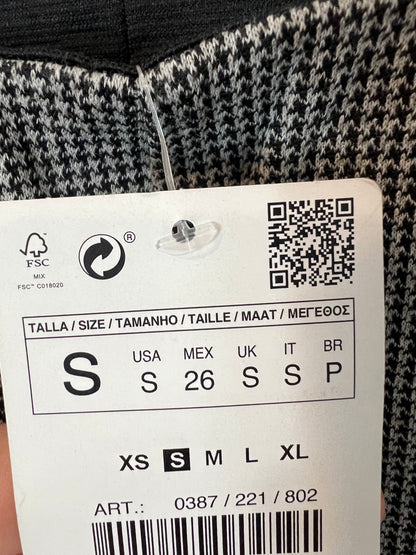 FSC
MIX
FSC™ C018020
®
TALLA / SIZE / TAMANHO / TAILLE / MAAT / ΜΕΓΕΘΟΣ
S USA MEX UK IT BR
S 26 S S P
XS S M L XL
ART.: 0387 / 221 / 802